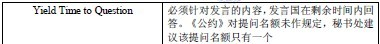 Yield Time to Question
必须针对发言的内容，发言国在剩余时间内回
答。《公约》对提问名额未作规定，秘书处建
议该提问名额只有一个